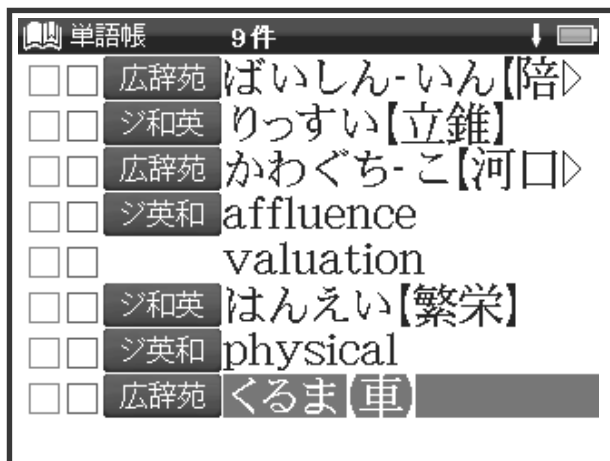 単語帳 9件
広辞苑 ばいしん‐いん【陪▷
ジ和英 りっすい【立錐】
広辞苑 かわぐち‐こ【河口▷
ジ英和 affluence
valuation
ジ和英 はんえい【繁栄】
ジ英和 physical
広辞苑 くるま【車】